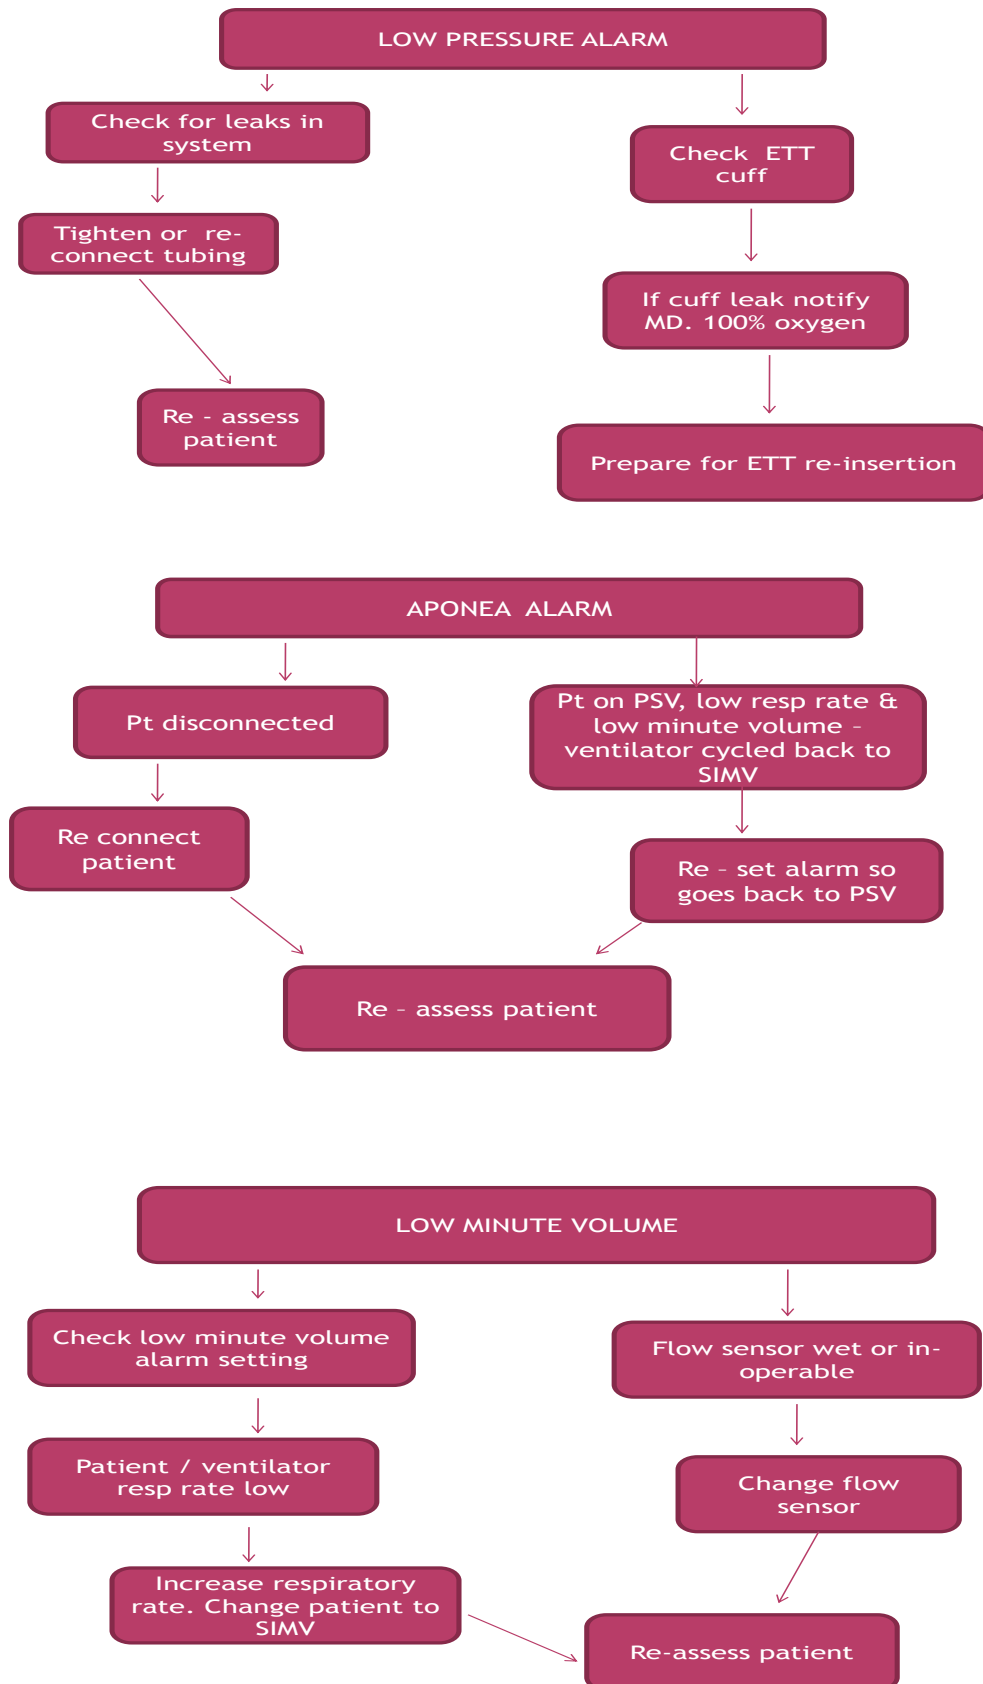 LOW PRESSURE ALARM
Check for leaks in
system
Tighten or re-
connect tubing
Re - assess
patient
Check ETT
cuff
If cuff leak notify
MD. 100% oxygen
Prepare for ETT re-insertion
APONEA ALARM
Pt disconnected
Re connect
patient
Pt on PSV, low resp rate &
low minute volume -
ventilator cycled back to
SIMV
Re - set alarm so
goes back to PSV
Re - assess patient
LOW MINUTE VOLUME
Check low minute volume
alarm setting
Patient / ventilator
resp rate low
Increase respiratory
rate. Change patient to
SIMV
Flow sensor wet or in-
operable
Change flow
sensor
Re-assess patient